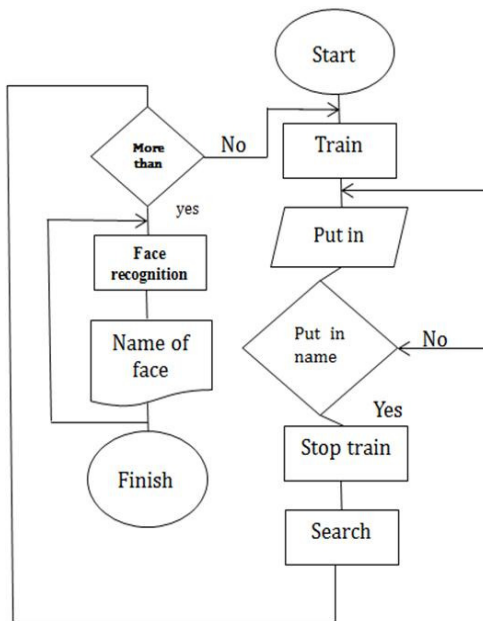 Start
Train
Put in
Put in
name
No
Yes
Stop train
Search
More
than
No
yes
Face
recognition
Name of
face
Finish